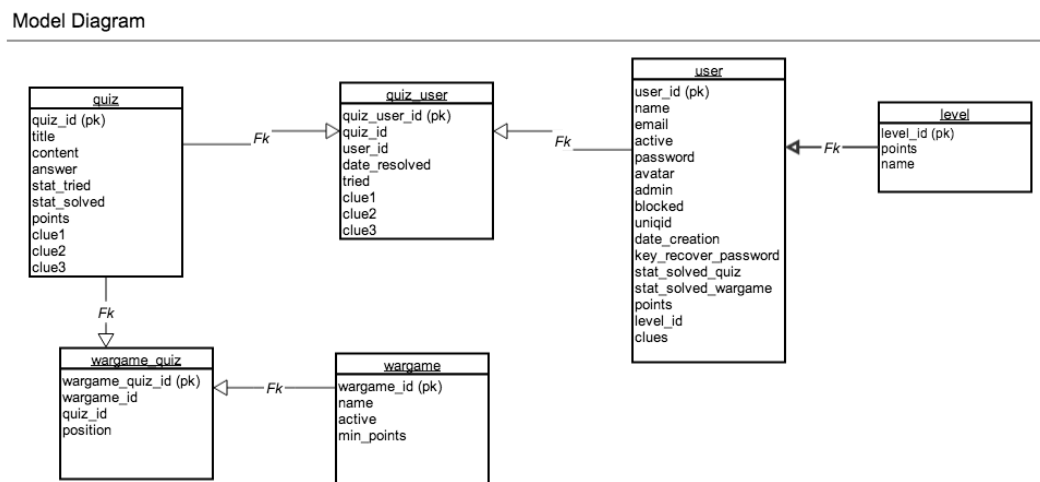 Model Diagram
quiz
quiz_id (pk)
title
content
answer
stat_tried
stat_solved
points
clue1
clue2
clue3
Fk
quiz_user
quiz_user_id (pk)
quiz_id
user_id
date_resolved
tried
clue1
clue2
clue3
Fk
user
user_id (pk)
name
email
active
password
avatar
admin
blocked
uniqid
date_creation
key_recover_password
stat_solved_quiz
stat_solved_wargame
points
level_id
clues
Fk
level
level_id (pk)
points
name
Fk
wargame_quiz
wargame_quiz_id (pk)
wargame_id
quiz_id
position
Fk
wargame
wargame_id (pk)
name
active
min_points